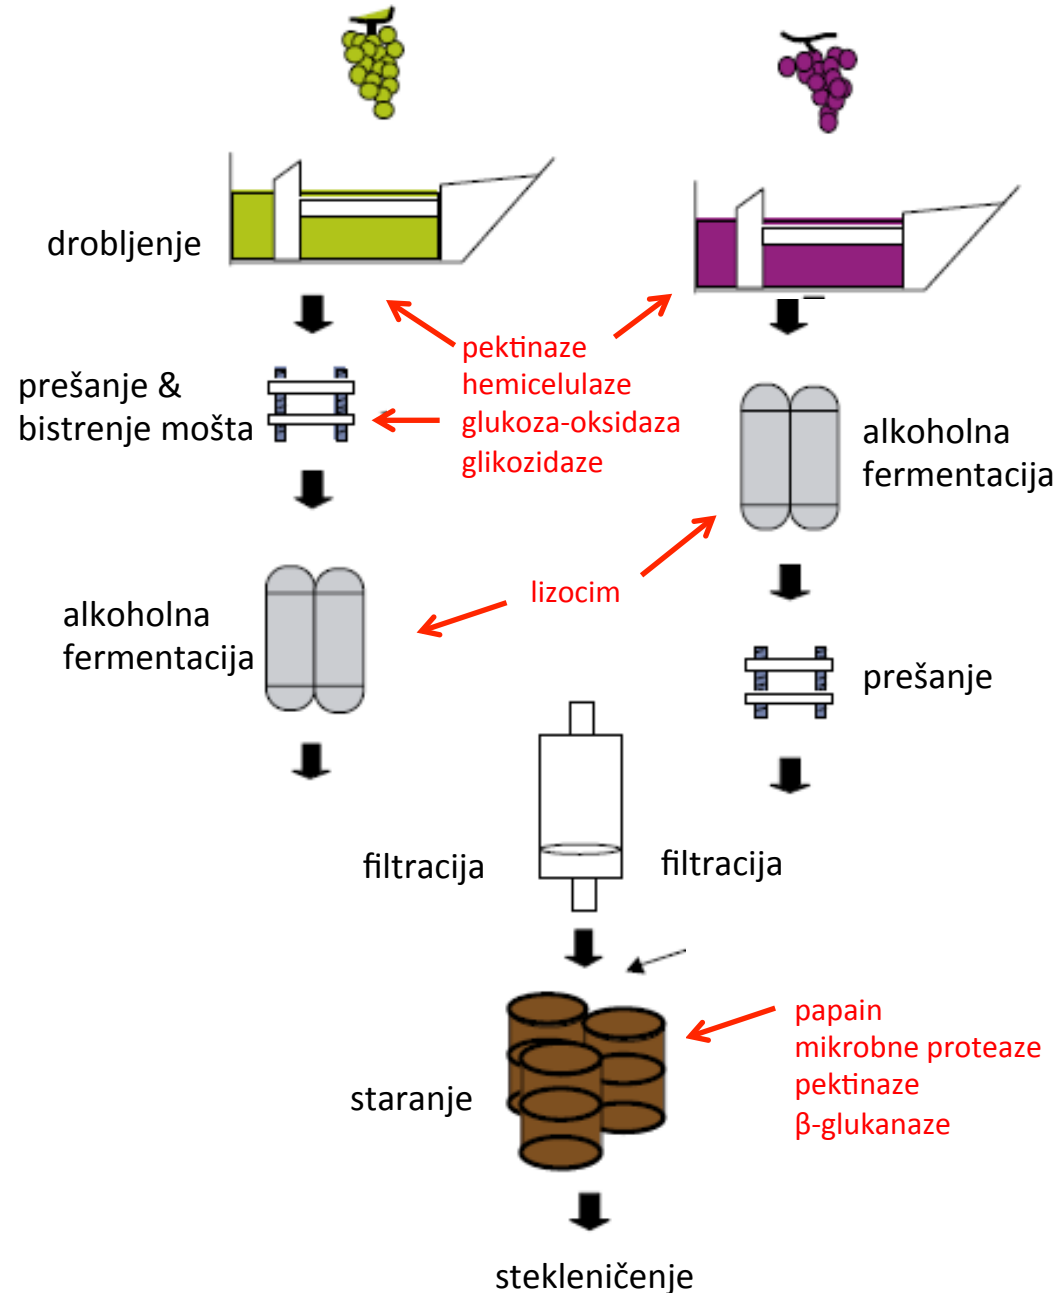 drobljenje
pektinaze
hemicelulaze
glukoza-oksidaza
glikozidaze
prešanje &
bistrenje mošta
alkoholna
fermentacija
lizocim
alkoholna
fermentacija
prešanje
filtracija
filtracija
papain
mikrobne proteaze
pektinaze
β-glukanaze
staranje
stekleničenje